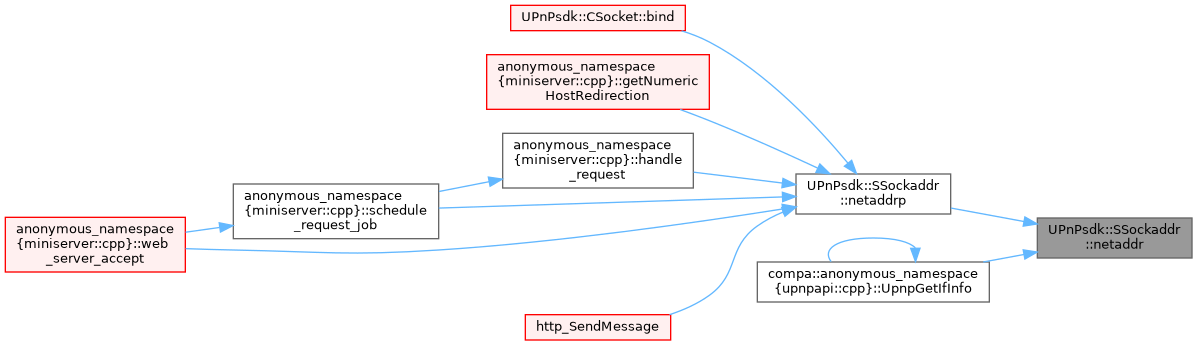 UPnPsdk::CSocket::bind
anonymous_namespace
{miniserver::cpp}::getNumeric
HostRedirection
anonymous_namespace
{miniserver::cpp}::handle
_request
UPnPsdk::SSockaddr
::netaddrp
anonymous_namespace
{miniserver::cpp}::schedule
_request_job
anonymous_namespace
{miniserver::cpp}::web
_server_accept
UPnPsdk::SSockaddr
::netaddr
compa::anonymous_namespace
{upnpapi::cpp}::UpnpGetIfInfo
http_SendMessage